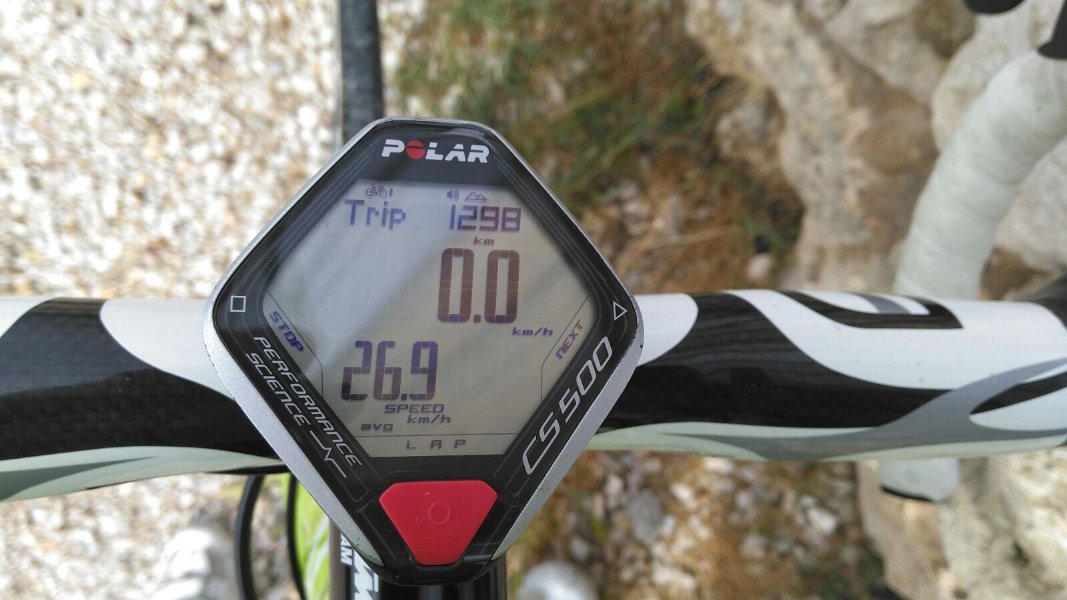 POLAR
Trip 1298
km
0.0
km/h
STOP
NEXT
26.9
SPEED
avg km/h
LAP
PERFORMANCE
SCIENCE
CS500